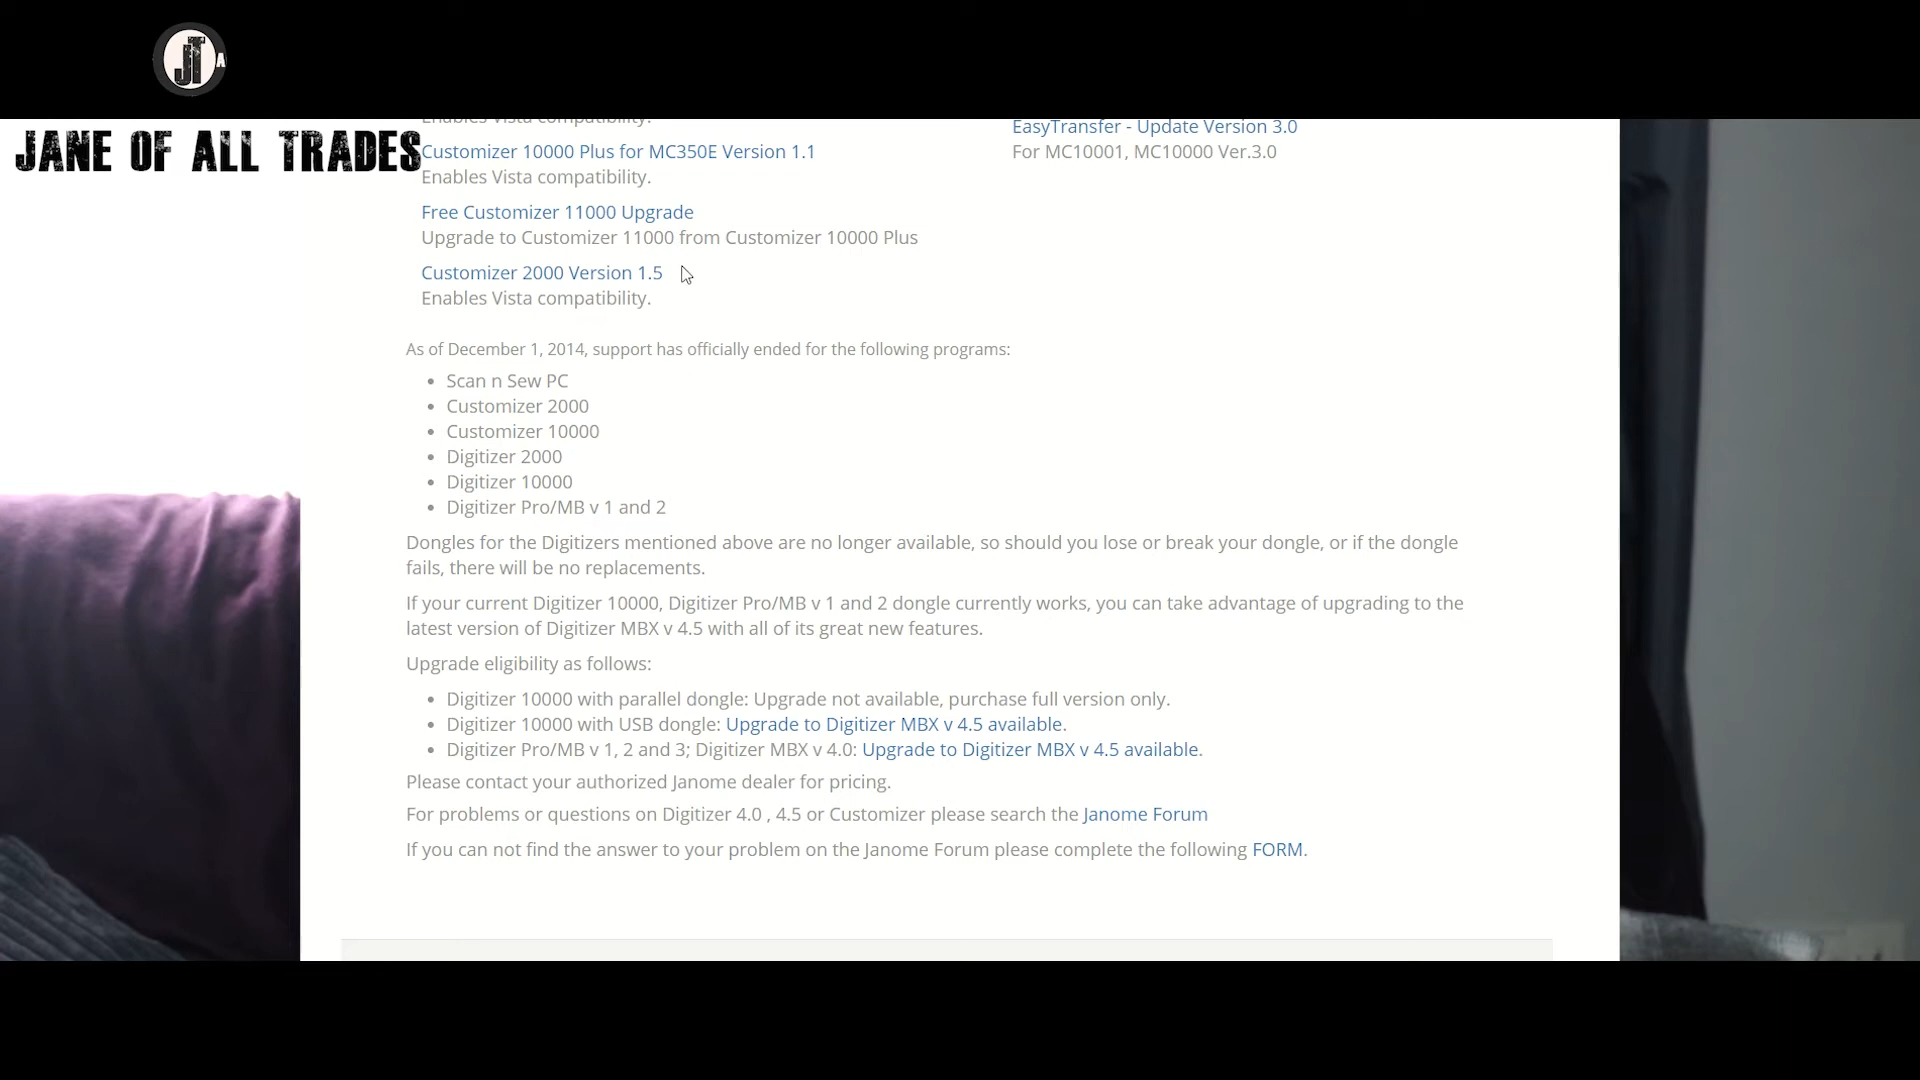 JT
A
JANE OF ALL TRADES
Enables Vista compatibility.
Customizer 10000 Plus for MC350E Version 1.1
Enables Vista compatibility.
Free Customizer 11000 Upgrade
Upgrade to Customizer 11000 from Customizer 10000 Plus
Customizer 2000 Version 1.5
Enables Vista compatibility.
EasyTransfer - Update Version 3.0
For MC10001, MC10000 Ver.3.0
As of December 1, 2014, support has officially ended for the following programs:
Scan n Sew PC
Customizer 2000
Customizer 10000
Digitizer 2000
Digitizer 10000
Digitizer Pro/MB v 1 and 2
Dongles for the Digitizers mentioned above are no longer available, so should you lose or break your dongle, or if the dongle
fails, there will be no replacements.
If your current Digitizer 10000, Digitizer Pro/MB v 1 and 2 dongle currently works, you can take advantage of upgrading to the
latest version of Digitizer MBX v 4.5 with all of its great new features.
Upgrade eligibility as follows:
Digitizer 10000 with parallel dongle: Upgrade not available, purchase full version only.
Digitizer 10000 with USB dongle: Upgrade to Digitizer MBX v 4.5 available.
Digitizer Pro/MB v 1, 2 and 3; Digitizer MBX v 4.0: Upgrade to Digitizer MBX v 4.5 available.
Please contact your authorized Janome dealer for pricing.
For problems or questions on Digitizer 4.0 , 4.5 or Customizer please search the Janome Forum
If you can not find the answer to your problem on the Janome Forum please complete the following FORM.